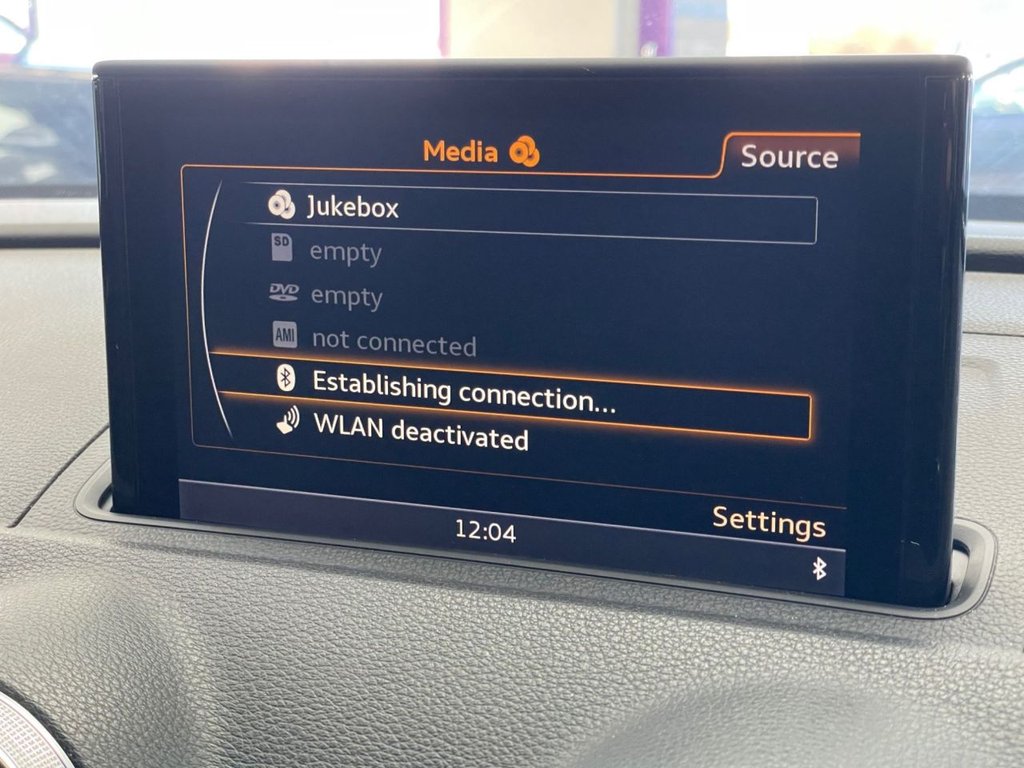 Media
Source
Jukebox
SD empty
DVD empty
AMI not connected
Establishing connection...
WLAN deactivated
Settings
12:04